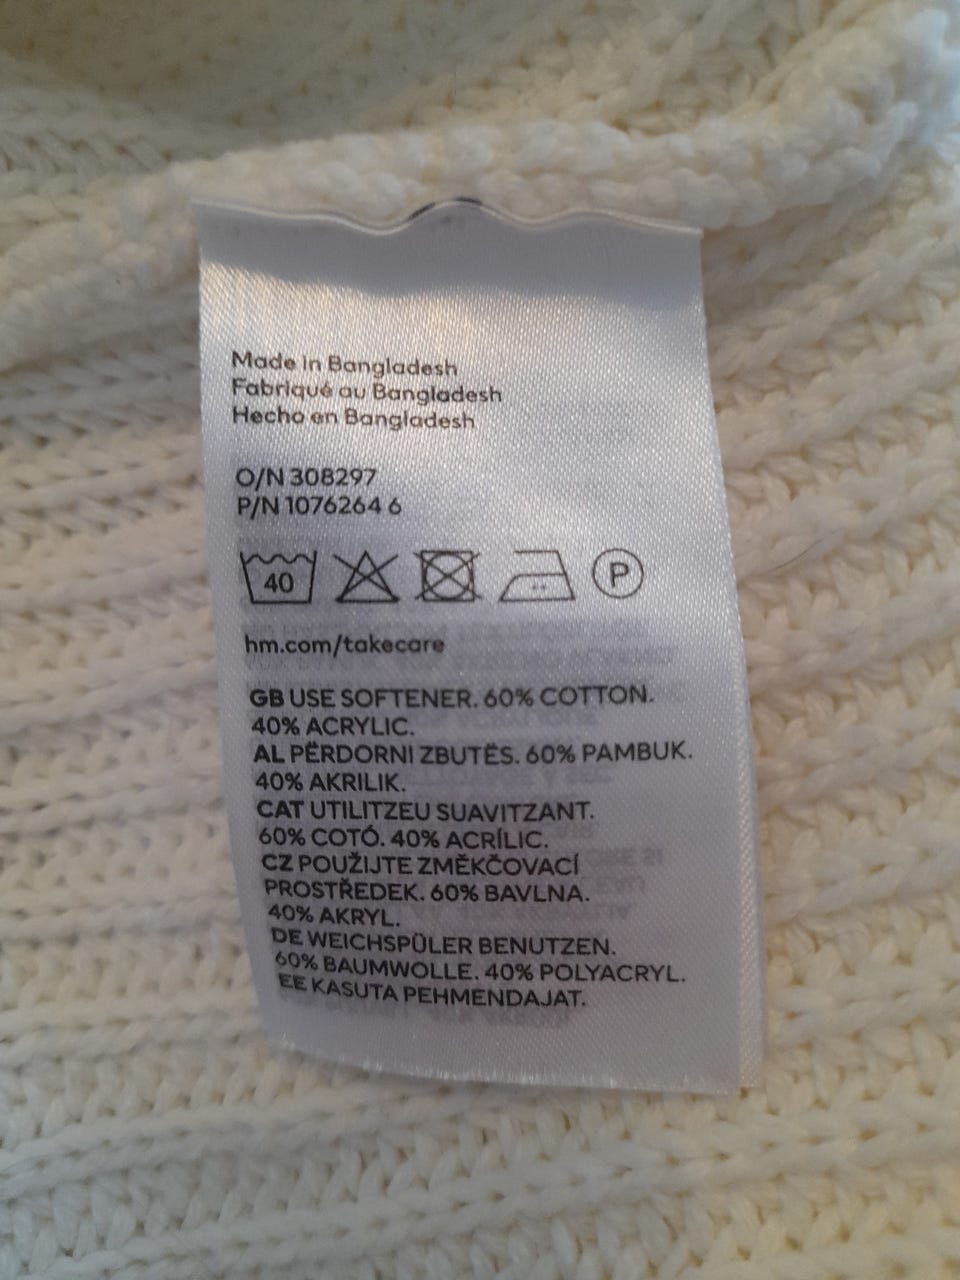 Made in Bangladesh
Fabriqué au Bangladesh
Hecho en Bangladesh
O/N 308297
P/N 1076264 6
40 P
hm.com/takecare
GB USE SOFTENER. 60% COTTON.
40% ACRYLIC.
AL PËRDORNI ZBUTËS. 60% PAMBUK.
40% AKRILIK.
CAT UTILITZEU SUAVITZANT.
60% COTÓ. 40% ACRÍLIC.
CZ POUŽIJTE ZMĚKČOVACÍ
PROSTŘEDEK. 60% BAVLNA.
40% AKRYL.
DE WEICHSPÜLER BENUTZEN.
60% BAUMWOLLE. 40% POLYACRYL.
EE KASUTA PEHMENDAJAT.